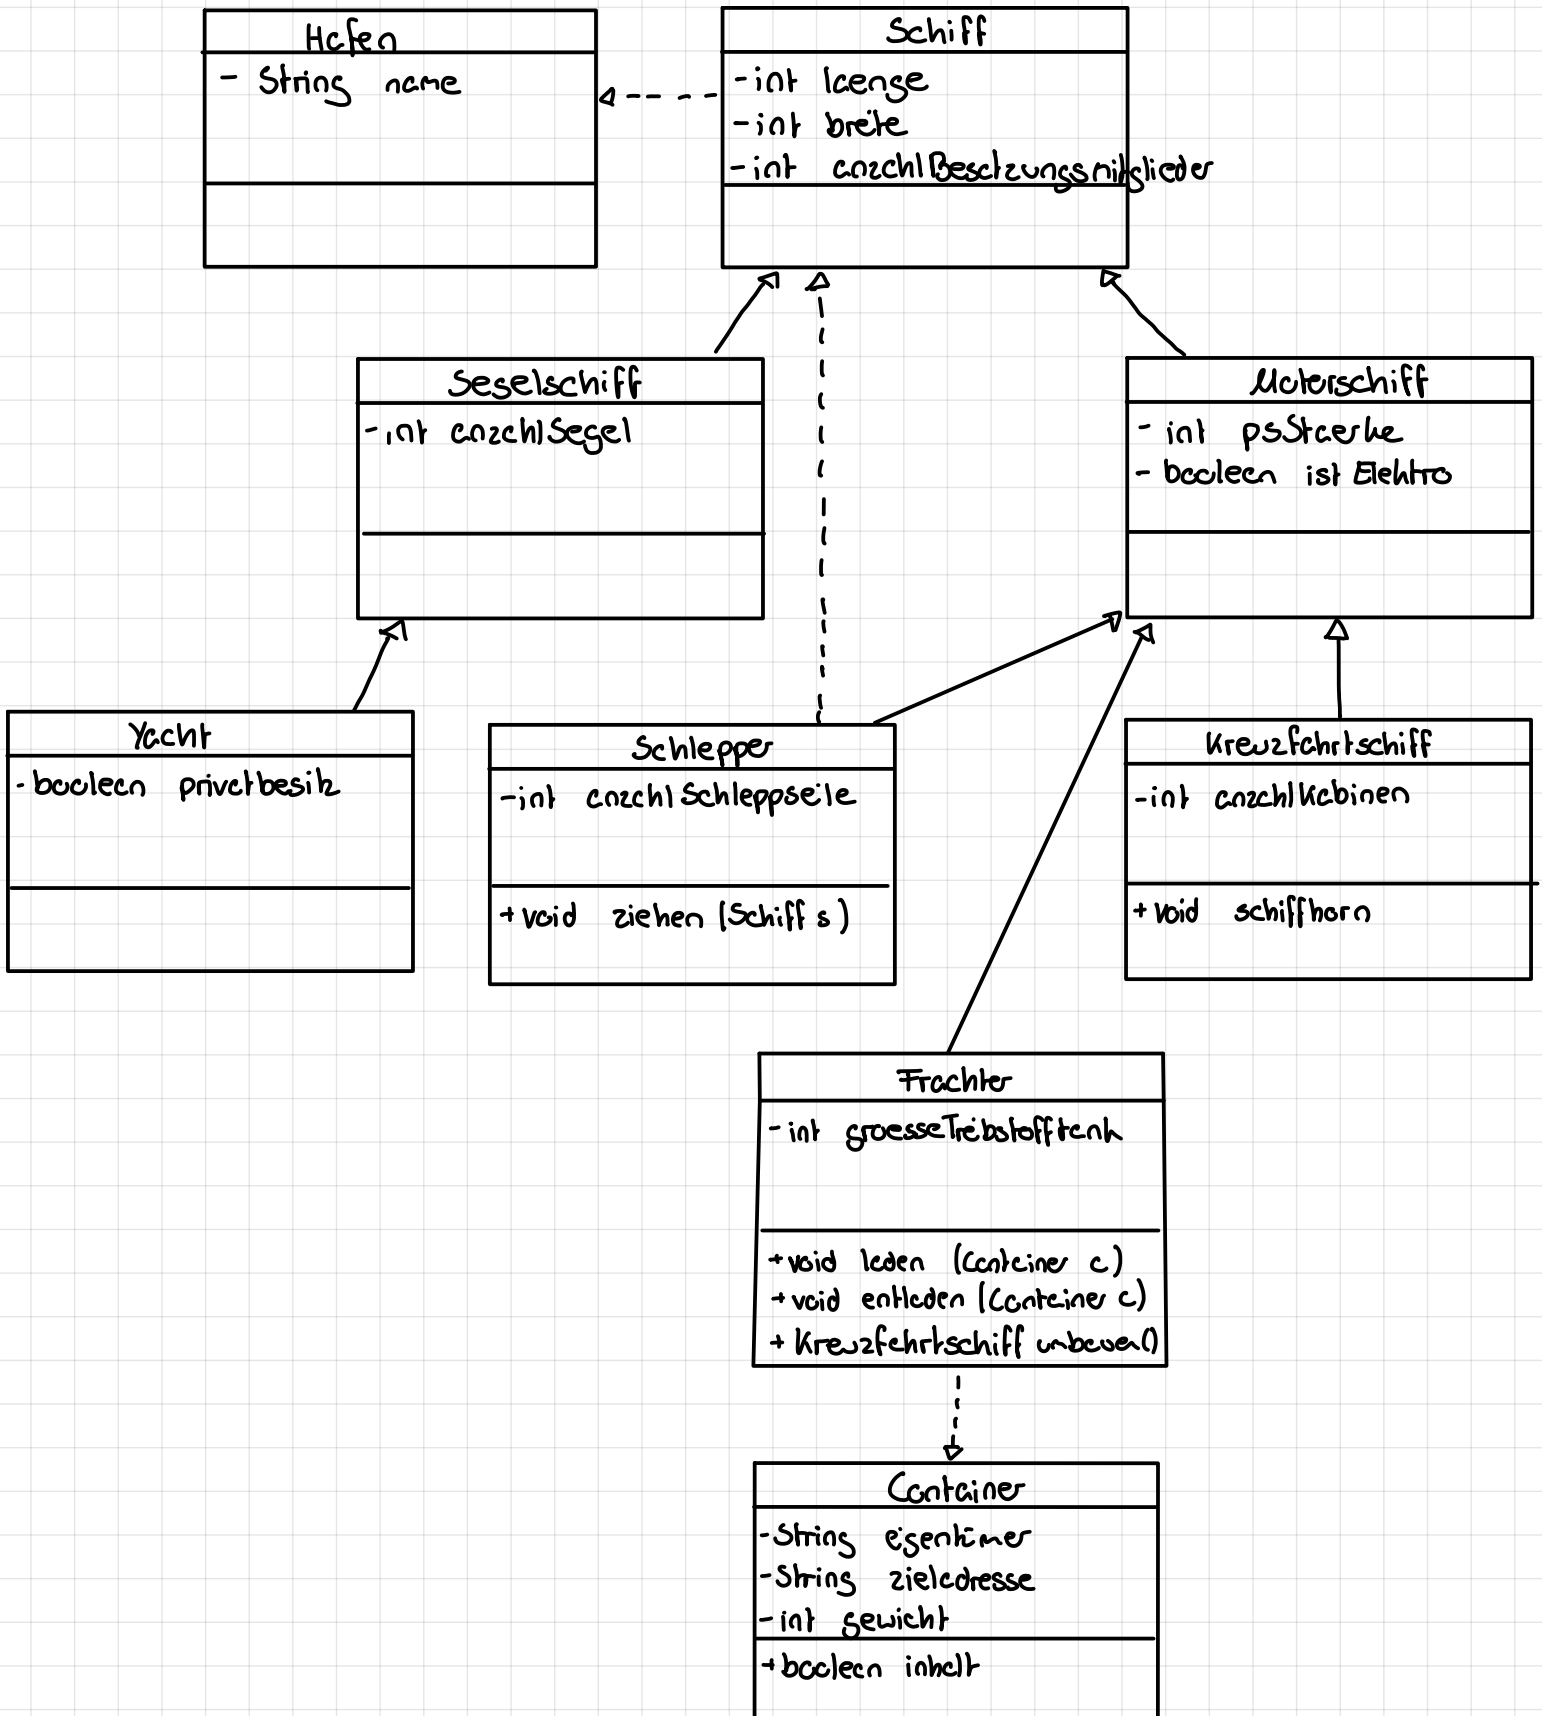 Hafen
- String name
Schiff
- int laenge
- int breite
- int anzahlBesatzungsmitglieder
Segelschiff
- int anzahlSegel
Motorschiff
- int psStaerke
- boolean istElektro
Yacht
- boolean privatbesitz
Schlepper
- int anzahlSchleppseile
+ void ziehen (Schiff s)
Kreuzfahrtschiff
- int anzahlKabinen
+ void schiffhorn
Frachter
- int groesseTreibstofftank
+ void laden (Container c)
+ void entladen (Container c)
+ Kreuzfahrtschiff umbauen()
Container
- String eigentümer
- String zieladresse
- int gewicht
+ boolean inhalt